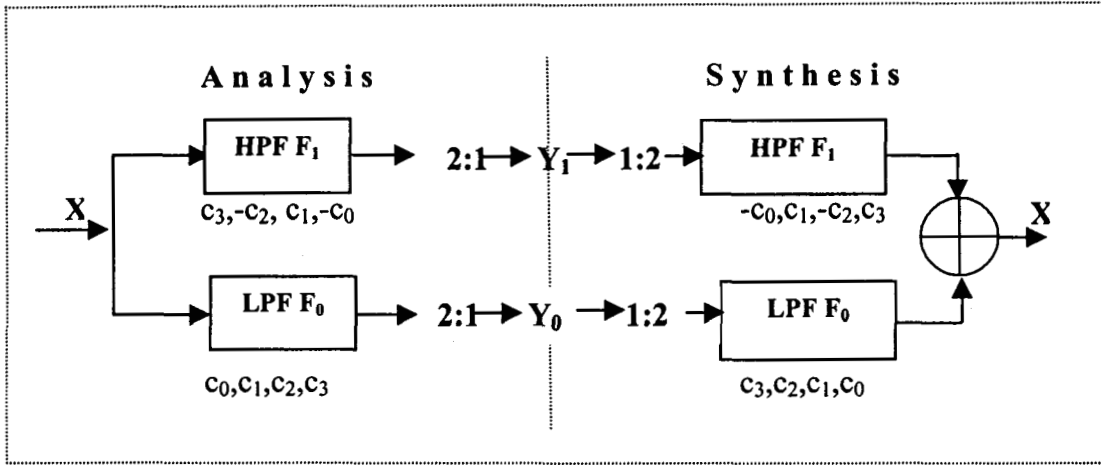 Analysis
Synthesis
HPF F₁
2:1
Y₁
1:2
HPF F₁
c₃,-c₂, c₁,-c₀
-c₀,c₁,-c₂,c₃
X
X
LPF F₀
2:1
Y₀
1:2
LPF F₀
c₀,c₁,c₂,c₃
c₃,c₂,c₁,c₀